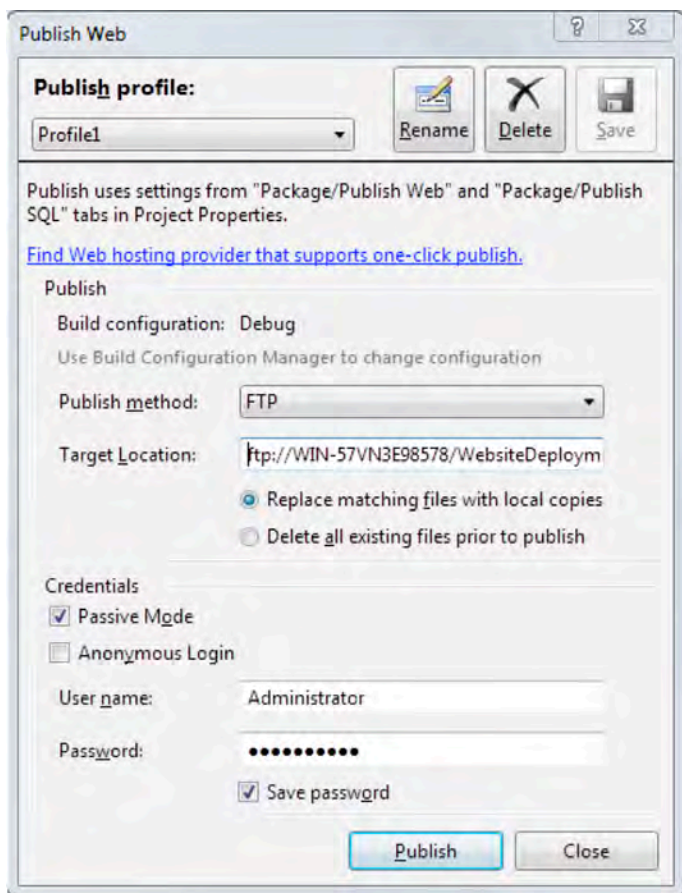 Publish Web
Publish profile:
Profile1
Rename
Delete
Save
Publish uses settings from "Package/Publish Web" and "Package/Publish
SQL" tabs in Project Properties.
Find Web hosting provider that supports one-click publish.
Publish
Build configuration: Debug
Use Build Configuration Manager to change configuration
Publish method: FTP
Target Location: ftp://WIN-57VN3E98578/WebsiteDeploym
Replace matching files with local copies
Delete all existing files prior to publish
Credentials
Passive Mode
Anonymous Login
User name: Administrator
Password: ●●●●●●●●●●
Save password
Publish Close